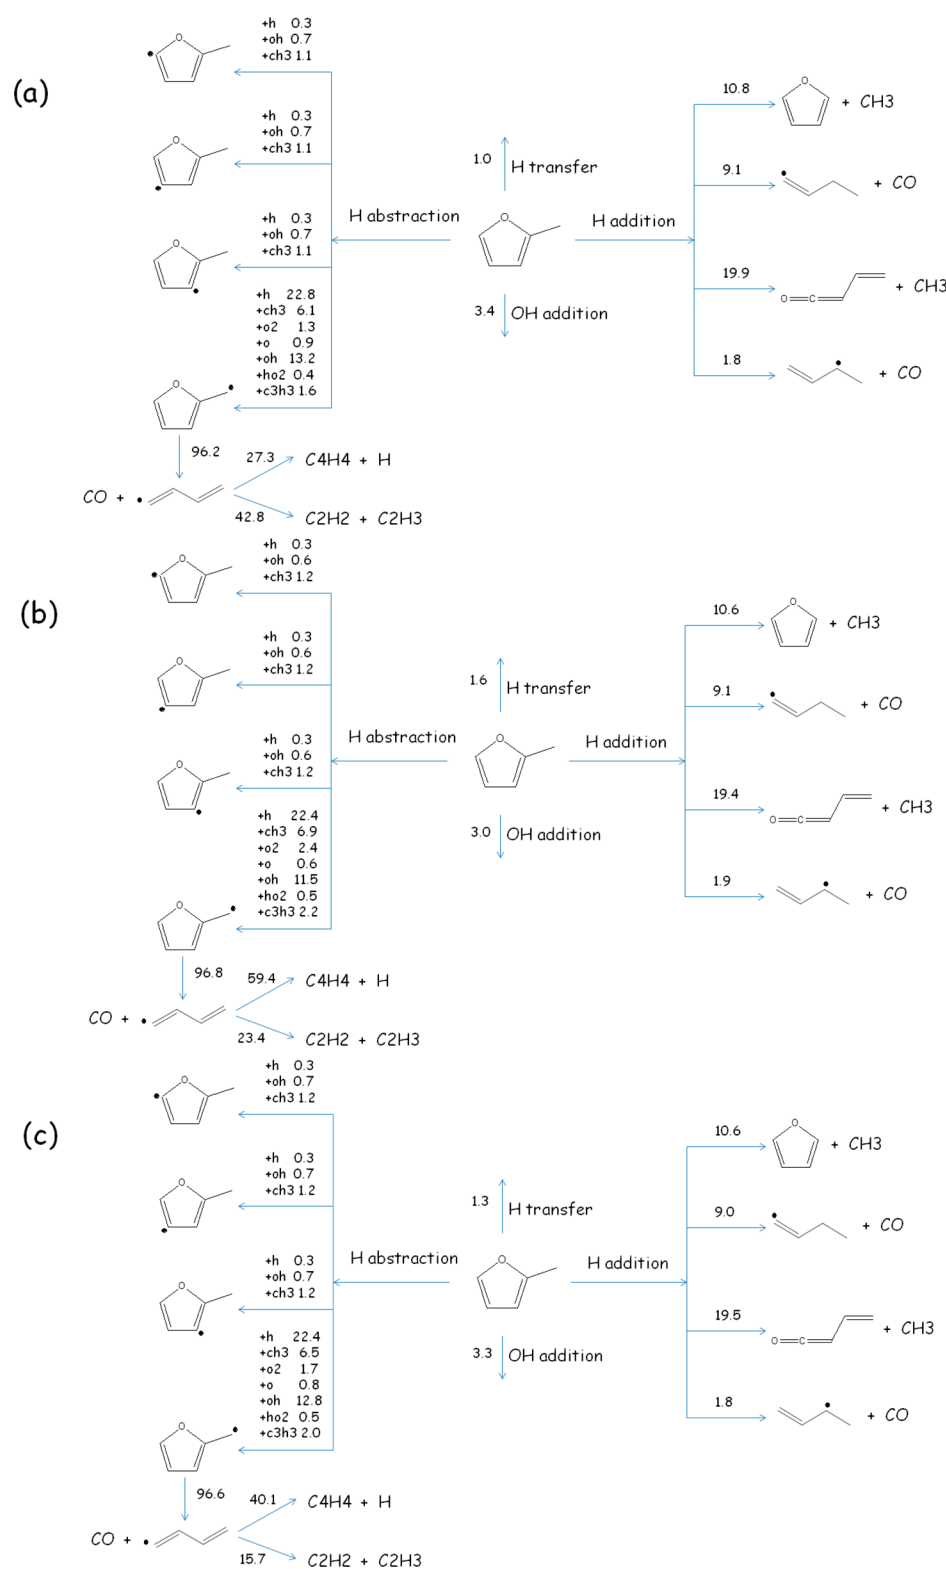 (a)
+h 0.3
+oh 0.7
+ch3 1.1
O
+h 0.3
+oh 0.7
+ch3 1.1
O
+h 0.3
+oh 0.7
+ch3 1.1
O
+h 22.8
+ch3 6.1
+o2 1.3
+o 0.9
+oh 13.2
+ho2 0.4
+c3h3 1.6
O
H abstraction
1.0
H transfer
O
3.4
OH addition
H addition
10.8
O
+ CH3
9.1
+ CO
19.9
O C
+ CH3
1.8
+ CO
96.2
CO +
27.3
C4H4 + H
42.8
C2H2 + C2H3
(b)
+h 0.3
+oh 0.6
+ch3 1.2
O
+h 0.3
+oh 0.6
+ch3 1.2
O
+h 0.3
+oh 0.6
+ch3 1.2
O
+h 22.4
+ch3 6.9
+o2 2.4
+o 0.6
+oh 11.5
+ho2 0.5
+c3h3 2.2
O
H abstraction
1.6
H transfer
O
3.0
OH addition
H addition
10.6
O
+ CH3
9.1
+ CO
19.4
O C
+ CH3
1.9
+ CO
96.8
CO +
59.4
C4H4 + H
23.4
C2H2 + C2H3
(c)
+h 0.3
+oh 0.7
+ch3 1.2
O
+h 0.3
+oh 0.7
+ch3 1.2
O
+h 0.3
+oh 0.7
+ch3 1.2
O
+h 22.4
+ch3 6.5
+o2 1.7
+o 0.8
+oh 12.8
+ho2 0.5
+c3h3 2.0
O
H abstraction
1.3
H transfer
O
3.3
OH addition
H addition
10.6
O
+ CH3
9.0
+ CO
19.5
O C
+ CH3
1.8
+ CO
96.6
CO +
40.1
C4H4 + H
15.7
C2H2 + C2H3